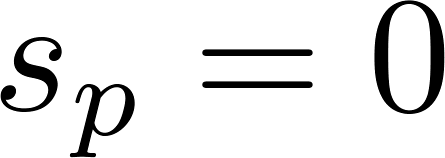 s_p = 0